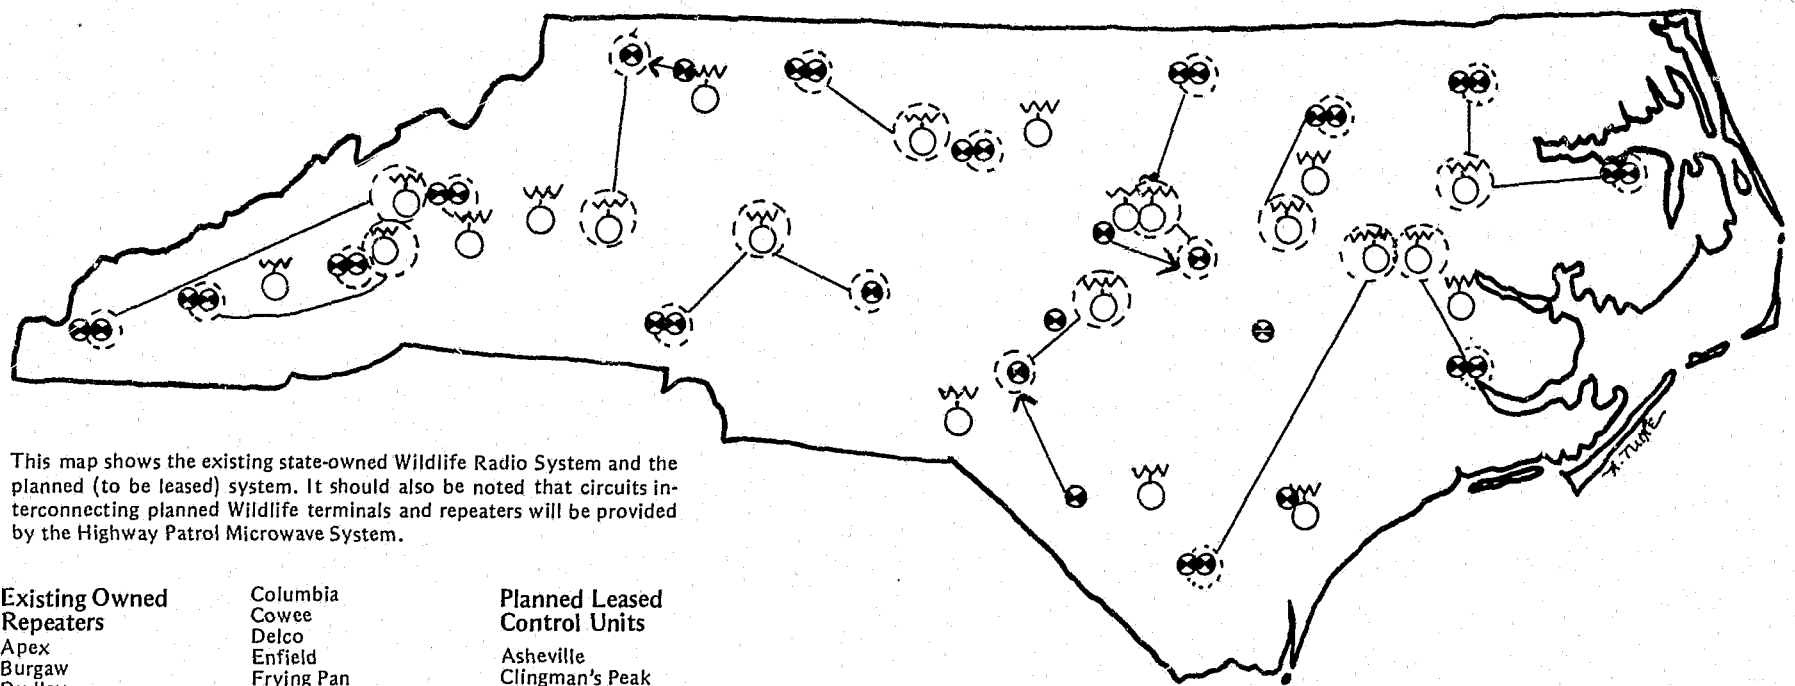 A. TUTTE
This map shows the existing state-owned Wildlife Radio System and the
planned (to be leased) system. It should also be noted that circuits in-
terconnecting planned Wildlife terminals and repeaters will be provided
by the Highway Patrol Microwave System.
Existing Owned
Repeaters
Apex
Burgaw
Columbia
Cowee
Delco
Enfield
Frying Pan
Planned Leased
Control Units
Asheville
Clingman's Peak